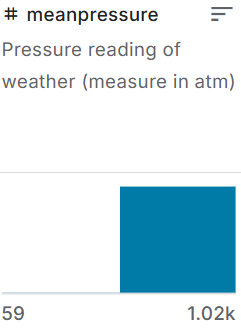 # meanpressure
Pressure reading of
weather (measure in atm)
59
1.02k